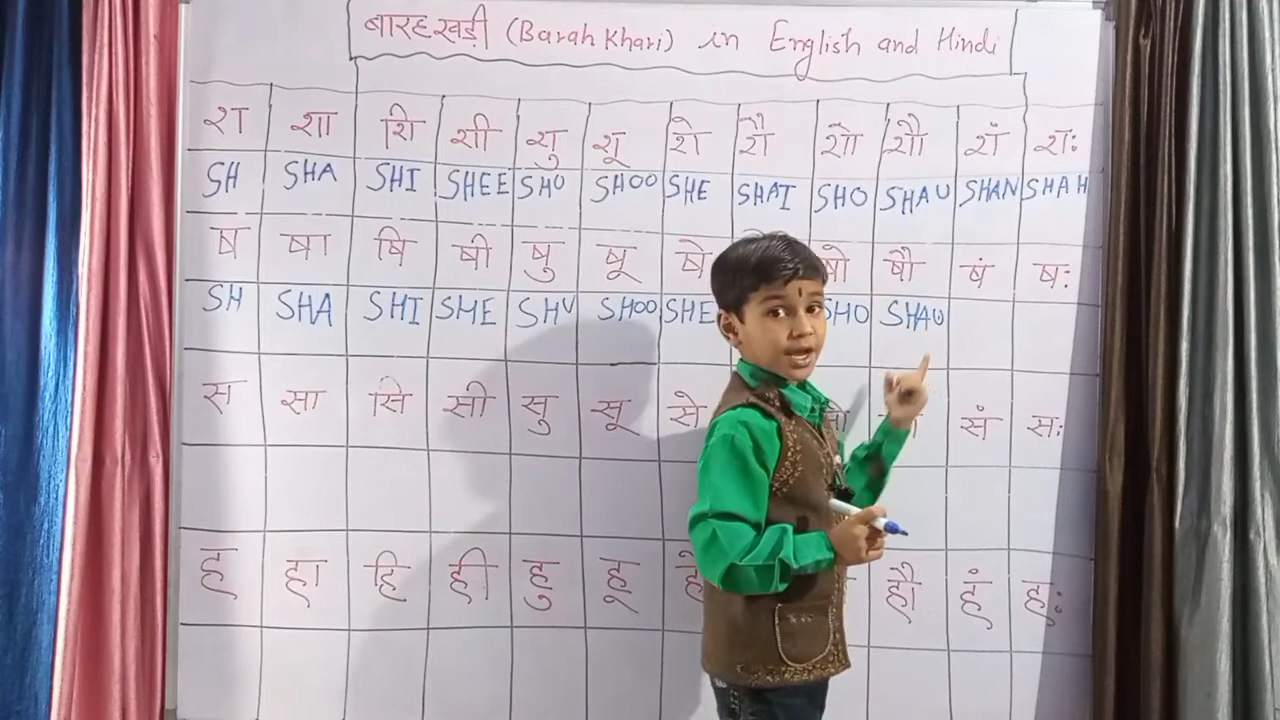 बारहखड़ी (Barah Khari) in English and Hindi
श शा शि शी शु शू शे शै शो शौ शं शः
SH SHA SHI SHEE SHU SHOO SHE SHAI SHO SHAU SHAN SHAH
ष षा षि षी षु षू षे षो षौ षं षः
SH SHA SHI SHE SHU SHOO SHE SHO SHAU
स सा सि सी सु सू से सं सः
ह हा हि ही हु हू हौ हं हः